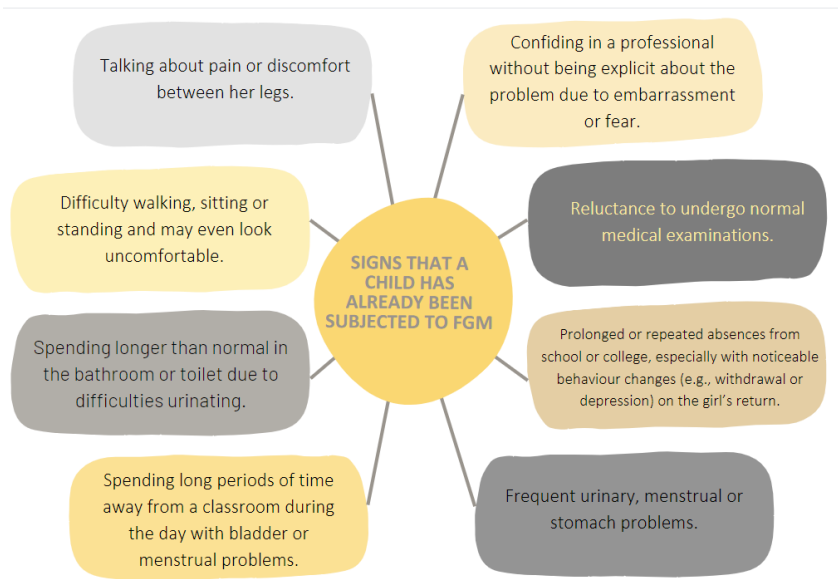 Talking about pain or discomfort
between her legs.
Confiding in a professional
without being explicit about the
problem due to embarrassment
or fear.
Difficulty walking, sitting or
standing and may even look
uncomfortable.
Reluctance to undergo normal
medical examinations.
SIGNS THAT A
CHILD HAS
ALREADY BEEN
SUBJECTED TO FGM
Spending longer than normal in
the bathroom or toilet due to
difficulties urinating.
Prolonged or repeated absences from
school or college, especially with noticeable
behaviour changes (e.g., withdrawal or
depression) on the girl's return.
Spending long periods of time
away from a classroom during
the day with bladder or
menstrual problems.
Frequent urinary, menstrual or
stomach problems.